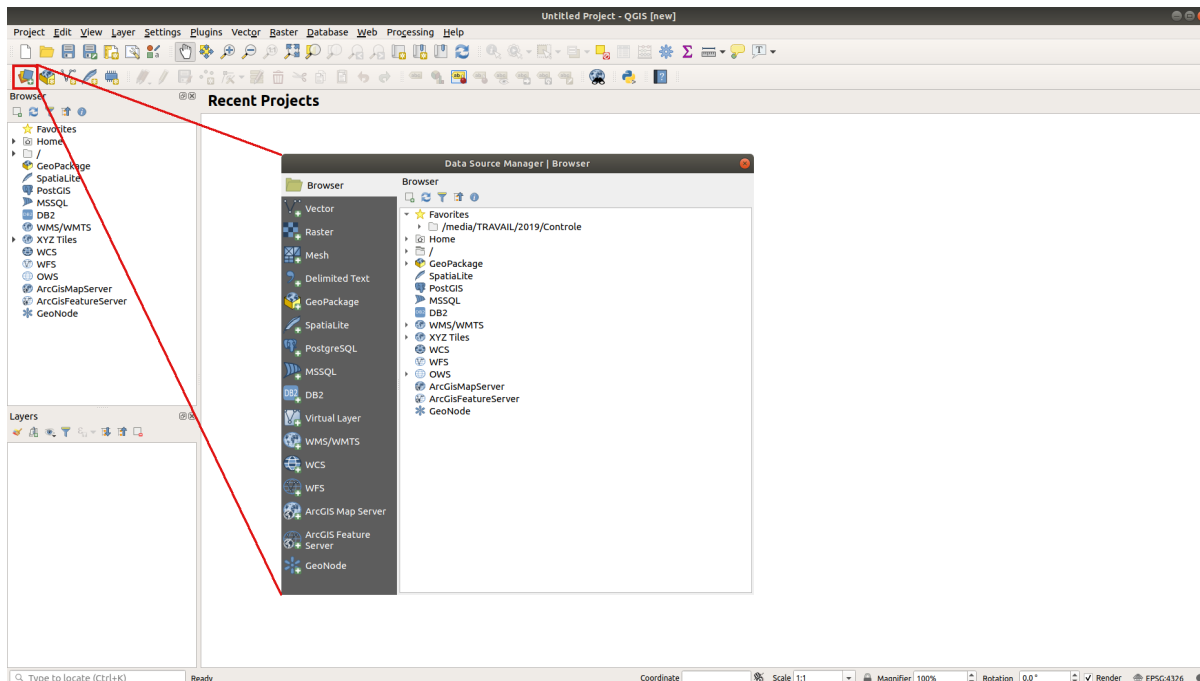 Untitled Project - QGIS [new]
Project Edit View Layer Settings Plugins Vector Raster Database Web Processing Help
Browser
Favorites
Home
/
GeoPackage
SpatiaLite
PostGIS
MSSQL
DB2
WMS/WMTS
XYZ Tiles
WCS
WFS
OWS
ArcGisMapServer
ArcGisFeatureServer
GeoNode
Layers
Recent Projects
Data Source Manager | Browser
Browser
Vector
Raster
Mesh
Delimited Text
GeoPackage
SpatiaLite
PostgreSQL
MSSQL
DB2
DB2
Virtual Layer
WMS/WMTS
WCS
WFS
ArcGIS Map Server
ArcGIS Feature
Server
GeoNode
Browser
Favorites
/media/TRAVAIL/2019/Controle
Home
/
GeoPackage
SpatiaLite
PostGIS
MSSQL
DB2
WMS/WMTS
XYZ Tiles
WCS
WFS
OWS
ArcGisMapServer
ArcGisFeatureServer
GeoNode
Type to locate (Ctrl+K) Ready Coordinate Scale 1:1 Magnifier 100% Rotation 0.0 ° Render EPSG:4326